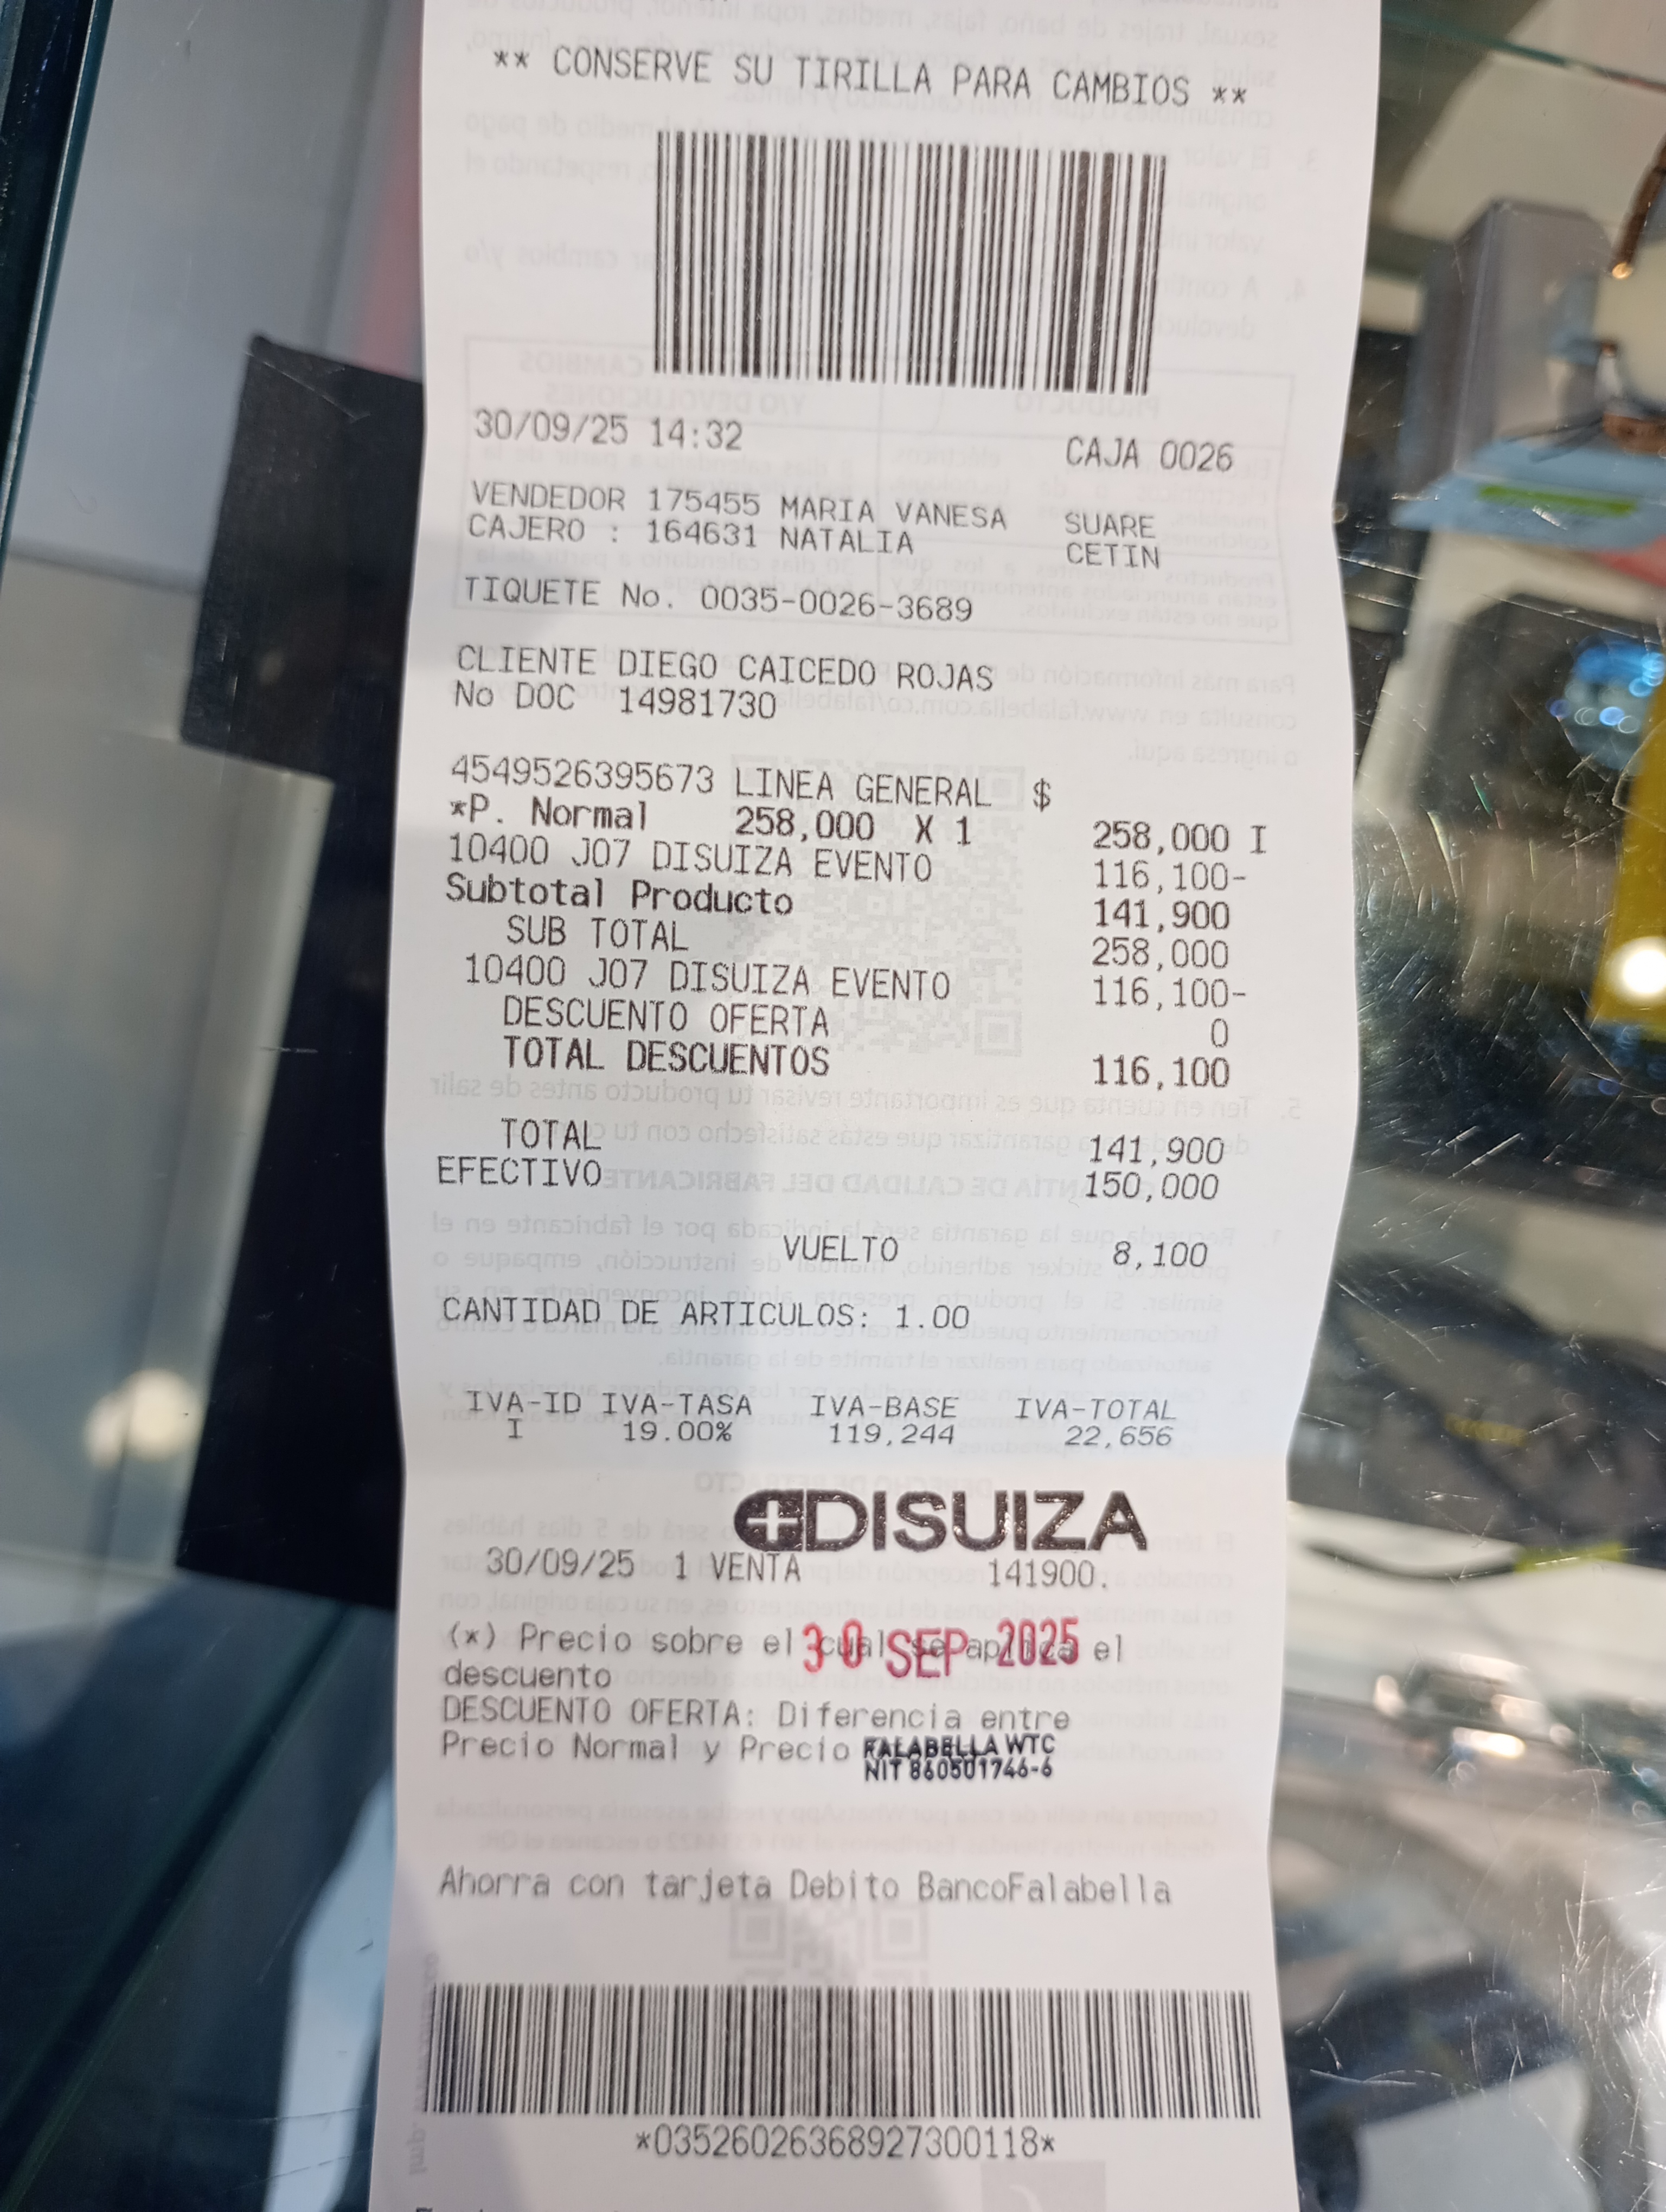 ** CONSERVE SU TIRILLA PARA CAMBIOS **
30/09/25 14:32 CAJA 0026
VENDEDOR 175455 MARIA VANESA SUARE
CAJERO : 164631 NATALIA CETIN
TIQUETE No. 0035-0026-3689
CLIENTE DIEGO CAICEDO ROJAS
No DOC 14981730
4549526395673 LINEA GENERAL $
*P. Normal 258,000 X 1 258,000 I
10400 J07 DISUIZA EVENTO 116,100-
Subtotal Producto 141,900
SUB TOTAL 258,000
10400 J07 DISUIZA EVENTO 116,100-
DESCUENTO OFERTA 0
TOTAL DESCUENTOS 116,100
TOTAL 141,900
EFECTIVO 150,000
VUELTO 8,100
CANTIDAD DE ARTICULOS: 1.00
IVA-ID IVA-TASA IVA-BASE IVA-TOTAL
I 19.00% 119,244 22,656
DISUIZA
30/09/25 1 VENTA 141900.
(*) Precio sobre el cual se aplica el
30 SEP 2025
descuento
DESCUENTO OFERTA: Diferencia entre
Precio Normal y Precio
FALABELLA WTC
NIT 860501746-6
Ahorra con tarjeta Debito BancoFalabella
*03526026368927300118*